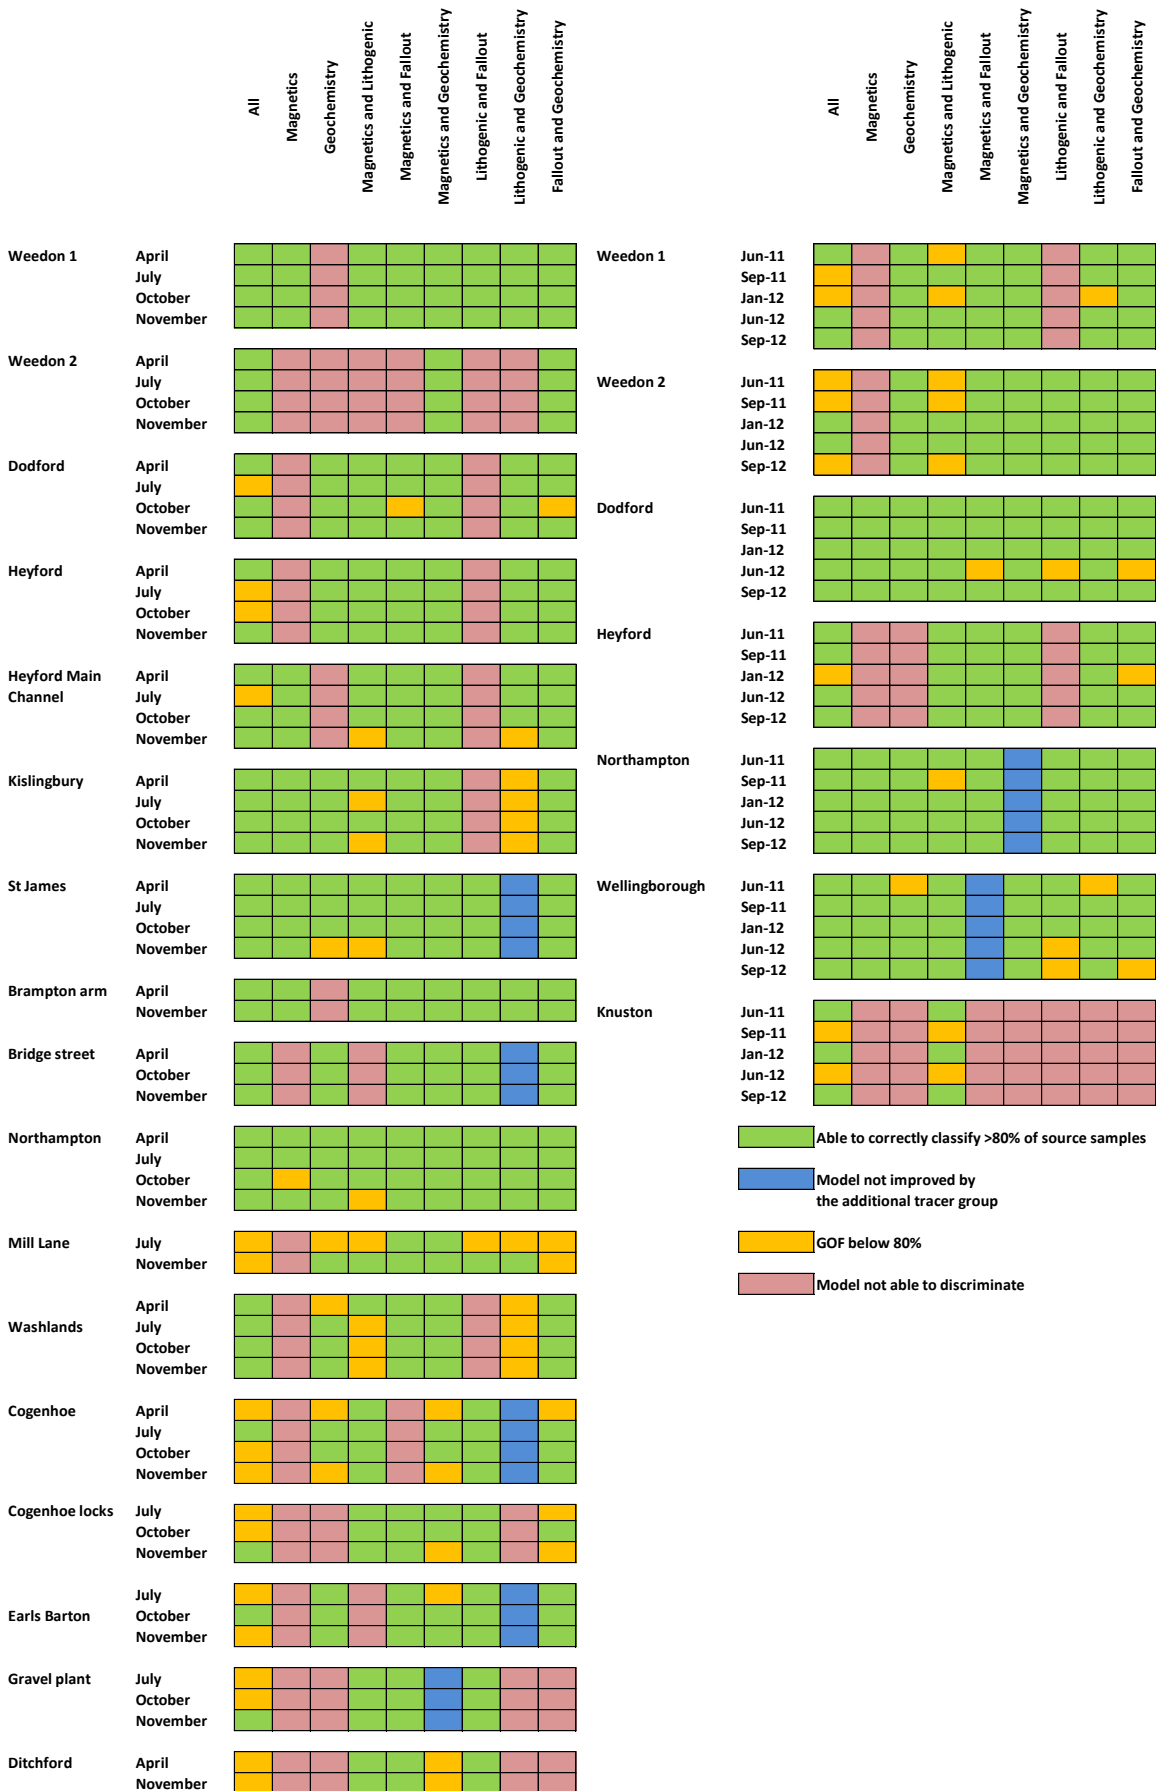 All
Magnetics
Geochemistry
Magnetics and Lithogenic
Magnetics and Fallout
Magnetics and Geochemistry
Lithogenic and Fallout
Lithogenic and Geochemistry
Fallout and Geochemistry
Weedon 1 April
July
October
November
Weedon 2 April
July
October
November
Dodford April
July
October
November
Heyford April
July
October
November
Heyford Main April
Channel July
October
November
Kislingbury April
July
October
November
St James April
July
October
November
Brampton arm April
November
Bridge street April
October
November
Northampton April
July
October
November
Mill Lane July
November
April
Washlands July
October
November
Cogenhoe April
July
October
November
Cogenhoe locks July
October
November
July
Earls Barton October
November
Gravel plant July
October
November
Ditchford April
November
All
Magnetics
Geochemistry
Magnetics and Lithogenic
Magnetics and Fallout
Magnetics and Geochemistry
Lithogenic and Fallout
Lithogenic and Geochemistry
Fallout and Geochemistry
Weedon 1 Jun-11
Sep-11
Jan-12
Jun-12
Sep-12
Weedon 2 Jun-11
Sep-11
Jan-12
Jun-12
Sep-12
Dodford Jun-11
Sep-11
Jan-12
Jun-12
Sep-12
Heyford Jun-11
Sep-11
Jan-12
Jun-12
Sep-12
Northampton Jun-11
Sep-11
Jan-12
Jun-12
Sep-12
Wellingborough Jun-11
Sep-11
Jan-12
Jun-12
Sep-12
Knuston Jun-11
Sep-11
Jan-12
Jun-12
Sep-12
Able to correctly classify >80% of source samples
Model not improved by
the additional tracer group
GOF below 80%
Model not able to discriminate